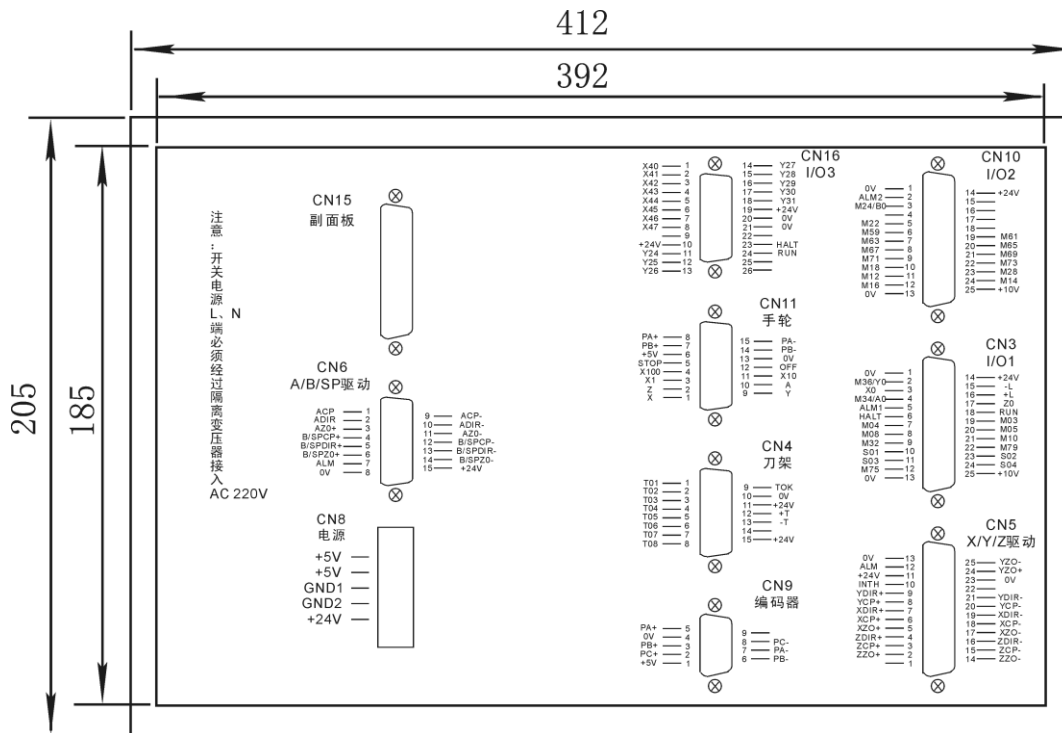 412
392
205
185
注意：开关电源L、N端必须经过隔离变压器接入AC 220V
CN15
副面板
CN6
A/B/SP驱动
ACP 1
ADIR 2
AZ0+ 3
B/SPCP+ 4
B/SPDIR+ 5
B/SPZ0+ 6
ALM 7
0V 8
9 ACP-
10 ADIR-
11 AZ0-
12 B/SPCP-
13 B/SPDIR-
14 B/SPZ0-
15 +24V
CN8
电源
+5V
+5V
GND1
GND2
+24V
CN16
I/O3
X40 1
X41 2
X42 3
X43 4
X44 5
X45 6
X46 7
X47 8
9
+24V 10
Y24 11
Y25 12
Y26 13
14 Y27
15 Y28
16 Y29
17 Y30
18 Y31
19 +24V
20 0V
21 0V
22
23 HALT
24 RUN
25
26
CN11
手轮
PA+ 8
PB+ 7
+5V 6
STOP 5
X100 4
X1 3
Z 2
X 1
15 PA-
14 PB-
13 0V
12 OFF
11 X10
10 A
9 Y
CN4
刀架
T01 1
T02 2
T03 3
T04 4
T05 5
T06 6
T07 7
T08 8
9 TOK
10 0V
11 +24V
12 +T
13 -T
14
15 +24V
CN9
编码器
PA+ 5
0V 4
PB+ 3
PC+ 2
+5V 1
9
8 PC-
7 PA-
6 PB-
CN10
I/O2
0V 1
ALM2 2
M24/B0 3
4
M22 5
M59 6
M63 7
M67 8
M71 9
M18 10
M12 11
M16 12
0V 13
14 +24V
15
16
17
18
19 M61
20 M65
21 M69
22 M73
23 M28
24 M14
25 +10V
CN3
I/O1
0V 1
M36/Y0 2
X0 3
M34/A0 4
ALM1 5
HALT 6
M04 7
M08 8
M32 9
S01 10
S03 11
M75 12
0V 13
14 +24V
15 -L
16 +L
17 Z0
18 RUN
19 M03
20 M05
21 M10
22 M79
23 S02
24 S04
25 +10V
CN5
X/Y/Z驱动
0V 13
ALM 12
+24V 11
INTH 10
YDIR+ 9
YCP+ 8
XDIR+ 7
XCP+ 6
XZO+ 5
ZDIR+ 4
ZCP+ 3
ZZO+ 2
1
25 YZO-
24 YZO+
23 0V
22
21 YDIR-
20 YCP-
19 XDIR-
18 XCP-
17 XZO-
16 ZDIR-
15 ZCP-
14 ZZO-